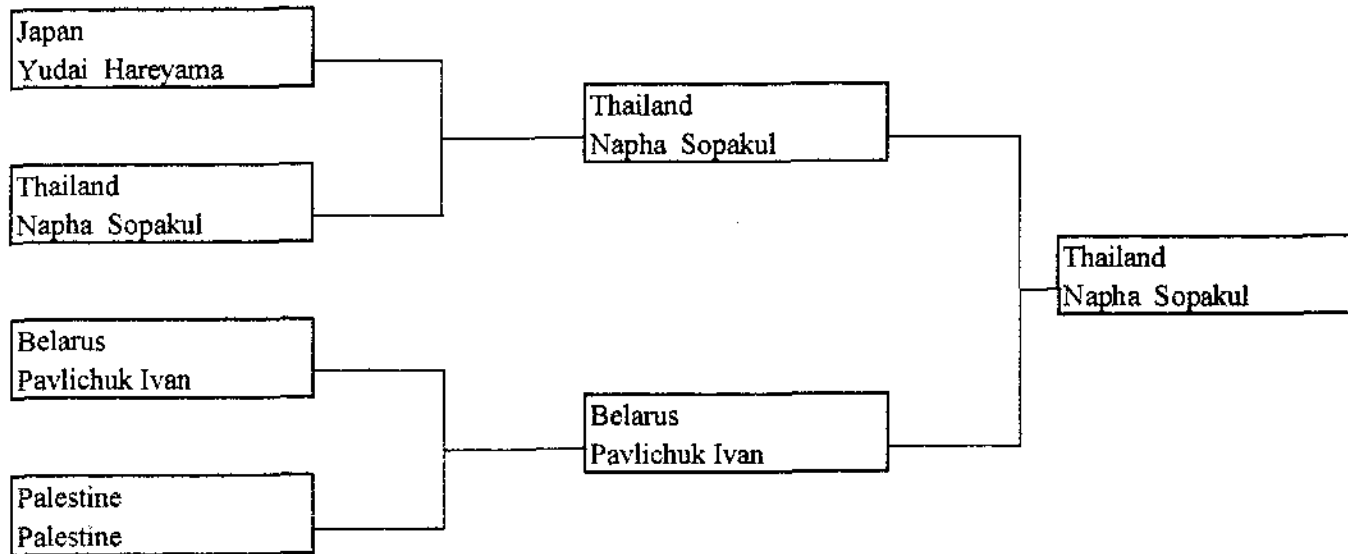 Japan
Yudai Hareyama
Thailand
Napha Sopakul
Belarus
Pavlichuk Ivan
Palestine
Palestine
Thailand
Napha Sopakul
Belarus
Pavlichuk Ivan
Thailand
Napha Sopakul